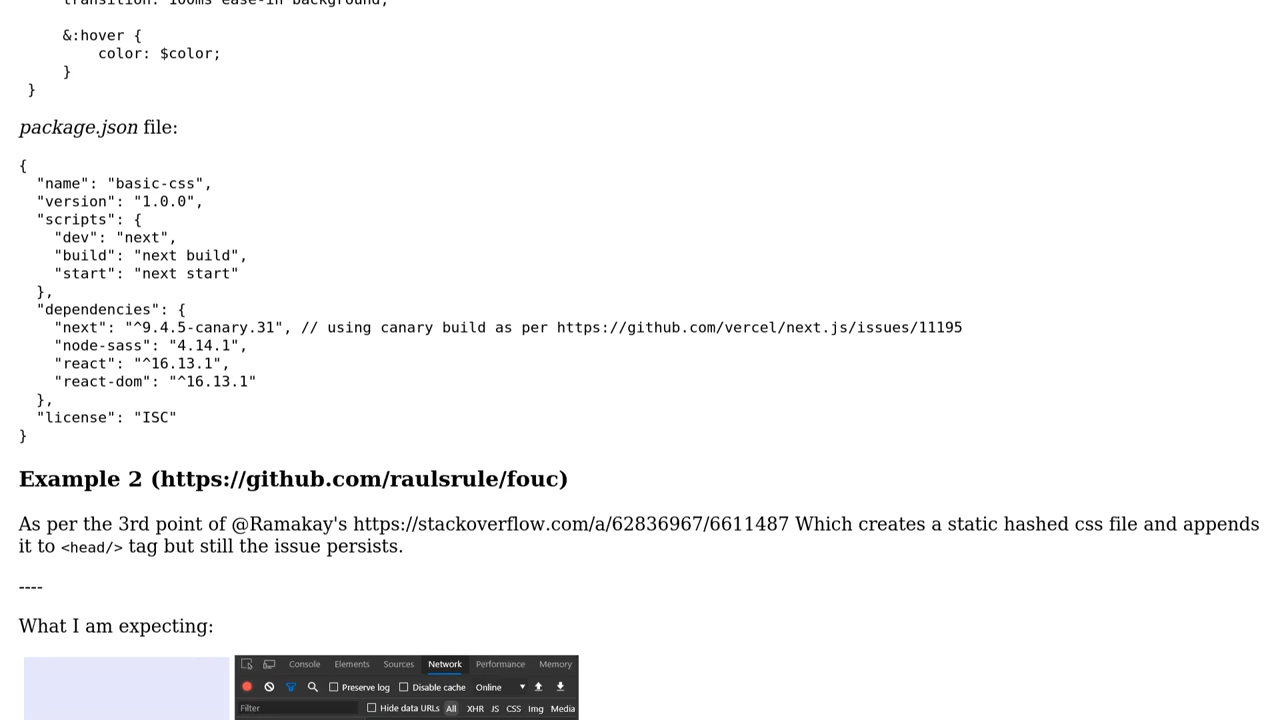 transition: 100ms ease-in background;
&:hover {
color: $color;
}
}
package.json file:
{
"name": "basic-css",
"version": "1.0.0",
"scripts": {
"dev": "next",
"build": "next build",
"start": "next start"
},
"dependencies": {
"next": "^9.4.5-canary.31", // using canary build as per https://github.com/vercel/next.js/issues/11195
"node-sass": "4.14.1",
"react": "^16.13.1",
"react-dom": "^16.13.1"
},
"license": "ISC"
}
Example 2 (https://github.com/raulsrule/fouc)
As per the 3rd point of @Ramakay's https://stackoverflow.com/a/62836967/6611487 Which creates a static hashed css file and appends
it to <head/> tag but still the issue persists.
----
What I am expecting:
Console Elements Sources Network Performance Memory
Preserve log Disable cache Online
Filter Hide data URLs All XHR JS CSS Img Media